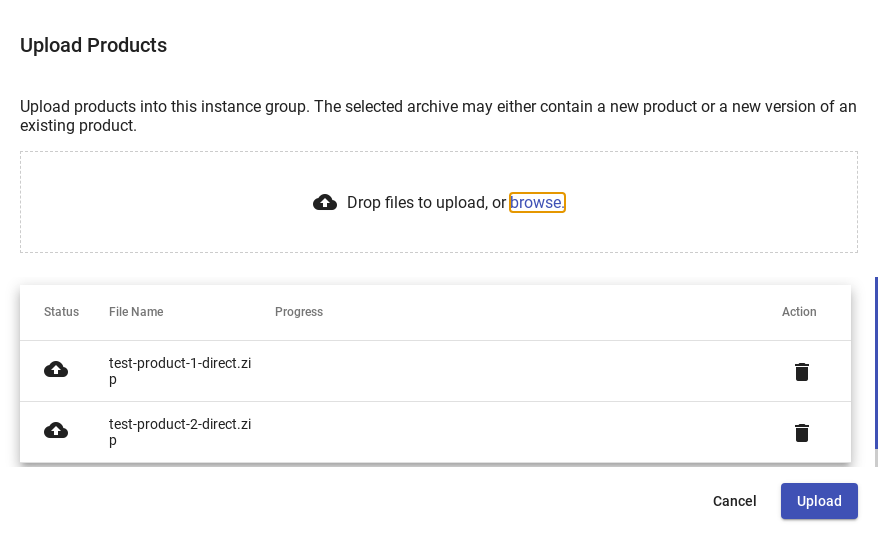 Upload Products
Upload products into this instance group. The selected archive may either contain a new product or a new version of an
existing product.
Drop files to upload, or browse.
Status File Name Progress Action
test-product-1-direct.zi
p
test-product-2-direct.zi
p
Cancel Upload